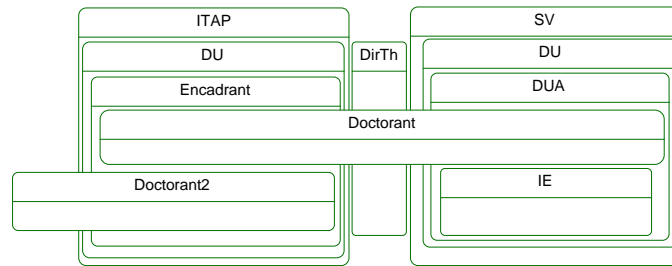 ITAP
SV
DU
DirTh
DU
Encadrant
DUA
Doctorant
Doctorant2
IE